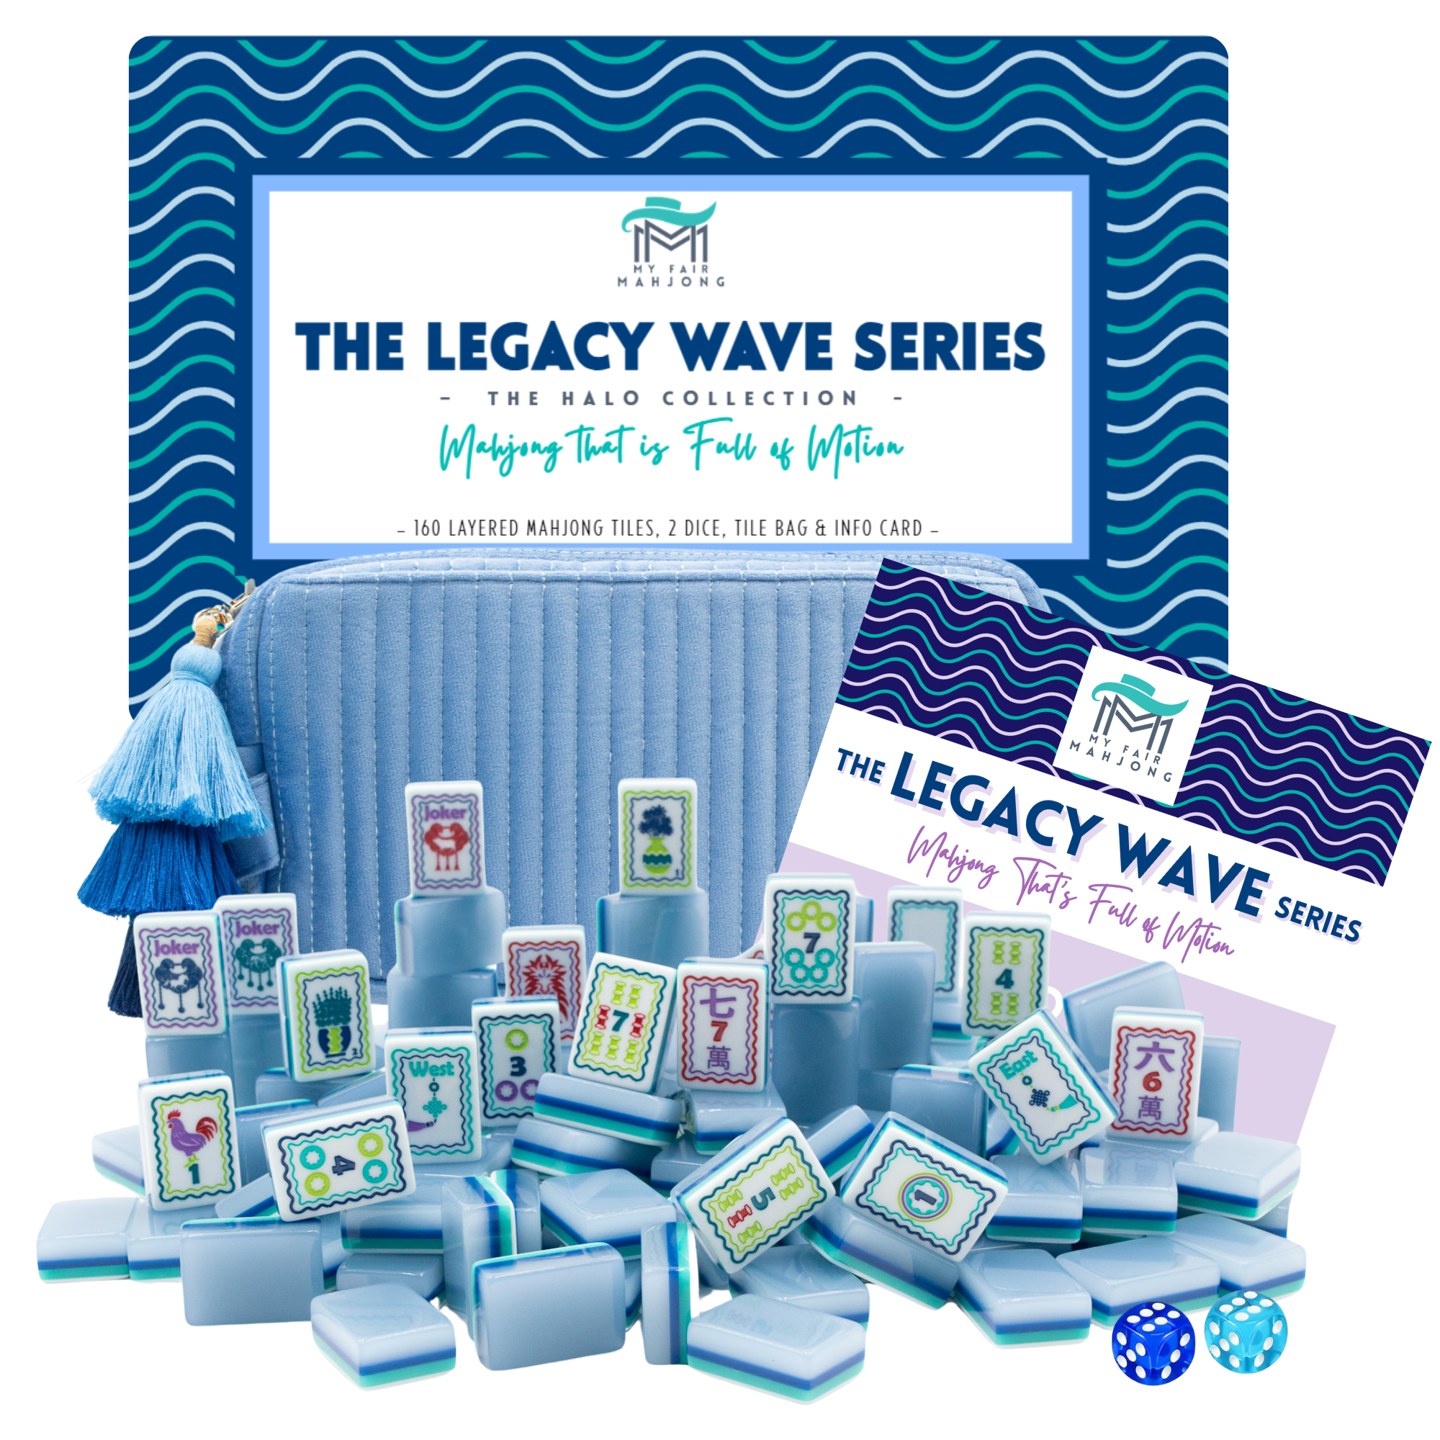 MY FAIR
MAHJONG
THE LEGACY WAVE SERIES
- THE HALO COLLECTION -
Mahjong that is Full of Motion
- 160 LAYERED MAHJONG TILES, 2 DICE, TILE BAG & INFO CARD -
MY FAIR
MAHJONG
THE LEGACY WAVE SERIES
Mahjong That's Full of Motion
Joker
Joker
Joker
1
2
7
4
7
七
7
萬
3
West
East
六
6
萬
1
4
5
1